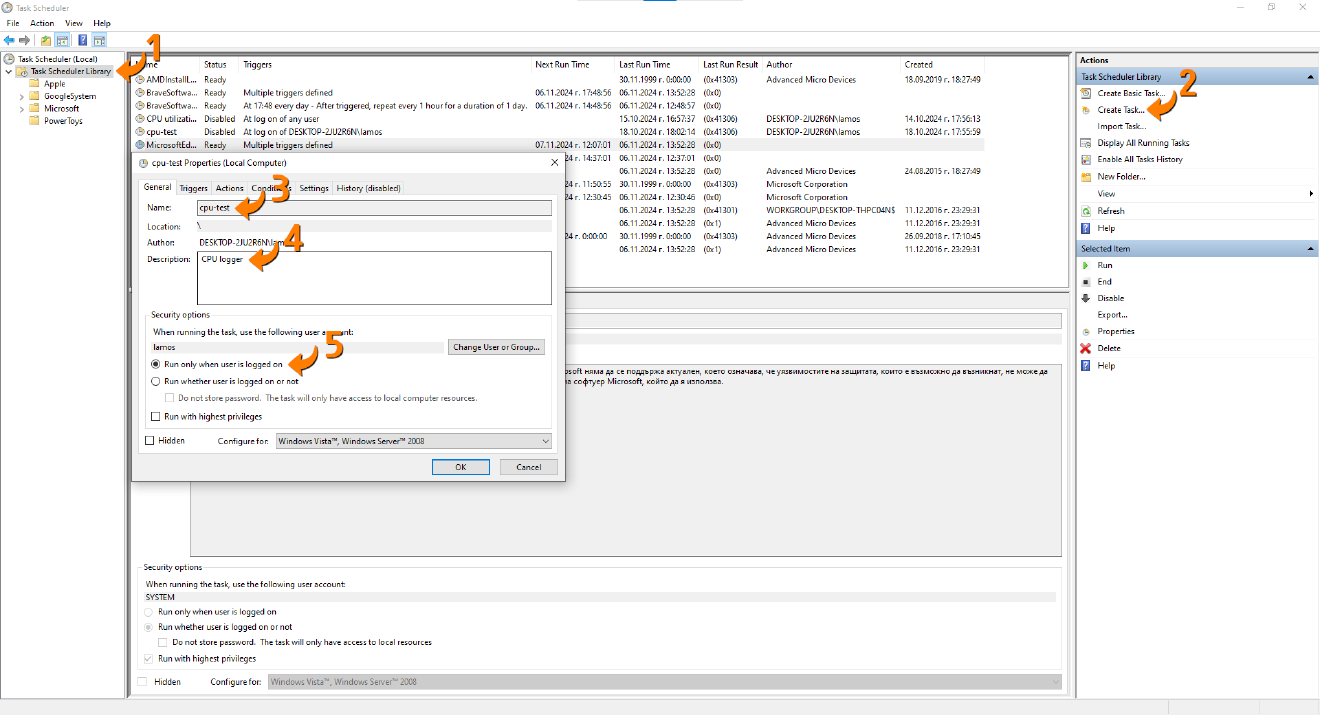 Task Scheduler
File Action View Help
Task Scheduler (Local)
Task Scheduler Library
Apple
GoogleSystem
Microsoft
PowerToys
1
Status Triggers Next Run Time Last Run Time Last Run Result Author Created
AMDInstallL... Ready 30.11.1999 г. 0:00:00 (0x41303) Advanced Micro Devices 18.09.2019 г. 18:27:49
BraveSoftwa... Ready Multiple triggers defined 06.11.2024 г. 17:48:56 06.11.2024 г. 13:52:28 (0x0)
BraveSoftwa... Ready At 17:48 every day - After triggered, repeat every 1 hour for a duration of 1 day. 06.11.2024 г. 14:48:56 06.11.2024 г. 12:48:57 (0x0)
CPU utilizati... Disabled At log on of any user 15.10.2024 г. 16:57:37 (0x41306) DESKTOP-2JU2R6N\lamos 14.10.2024 г. 17:56:13
cpu-test Disabled At log on of DESKTOP-2JU2R6N\lamos 18.10.2024 г. 18:02:14 (0x41306) DESKTOP-2JU2R6N\lamos 18.10.2024 г. 17:55:59
MicrosoftEd... Ready Multiple triggers defined 07.11.2024 г. 12:07:01 06.11.2024 г. 13:52:28 (0x0)
24 г. 14:37:01 06.11.2024 г. 12:37:01 (0x0)
06.11.2024 г. 13:52:28 (0x0) Advanced Micro Devices 24.08.2015 г. 18:27:49
24 г. 11:50:55 06.11.2024 г. 12:30:28 (0x41303) Microsoft Corporation
24 г. 12:30:45 06.11.2024 г. 12:30:46 (0x0) Microsoft Corporation
06.11.2024 г. 13:52:28 (0x41301) WORKGROUP\DESKTOP-THPC04N$ 11.12.2016 г. 23:29:31
06.11.2024 г. 13:52:28 (0x1) Advanced Micro Devices 11.12.2016 г. 23:29:31
24 г. 0:00:00 30.11.1999 г. 0:00:00 (0x41303) Advanced Micro Devices 26.09.2018 г. 17:10:45
06.11.2024 г. 13:52:28 (0x1) Advanced Micro Devices 11.12.2016 г. 23:29:31
cpu-test Properties (Local Computer)
General Triggers Actions Conditions Settings History (disabled)
Name: cpu-test 3
Location: \
Author: DESKTOP-2JU2R6N\lamos
4
Description: CPU logger
Security options
When running the task, use the following user account:
lamos Change User or Group...
5
Run only when user is logged on
Run whether user is logged on or not
Do not store password. The task will only have access to local computer resources.
Run with highest privileges
Hidden Configure for: Windows Vista™, Windows Server™ 2008
OK Cancel
osoft няма да се поддържа актуален, което означава, че уязвимостите на защитата, които е възможно да възникнат, не може да
на софтуер Microsoft, който да я използва.
Security options
When running the task, use the following user account:
SYSTEM
Run only when user is logged on
Run whether user is logged on or not
Do not store password. The task will only have access to local resources
Run with highest privileges
Hidden Configure for: Windows Vista™, Windows Server™ 2008
Actions
Task Scheduler Library
2
Create Basic Task...
Create Task...
Import Task...
Display All Running Tasks
Enable All Tasks History
New Folder...
View
Refresh
Help
Selected Item
Run
End
Disable
Export...
Properties
Delete
Help